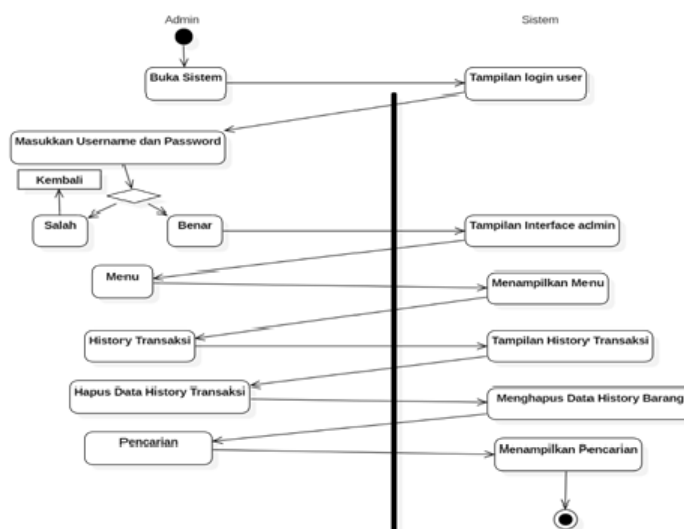 Admin
Sistem
Buka Sistem
Tampilan login user
Masukkan Username dan Password
Kembali
Salah
Benar
Tampilan Interface admin
Menu
Menampilkan Menu
History Transaksi
Tampilan History Transaksi
Hapus Data History Transaksi
Menghapus Data History Barang
Pencarian
Menampilkan Pencarian